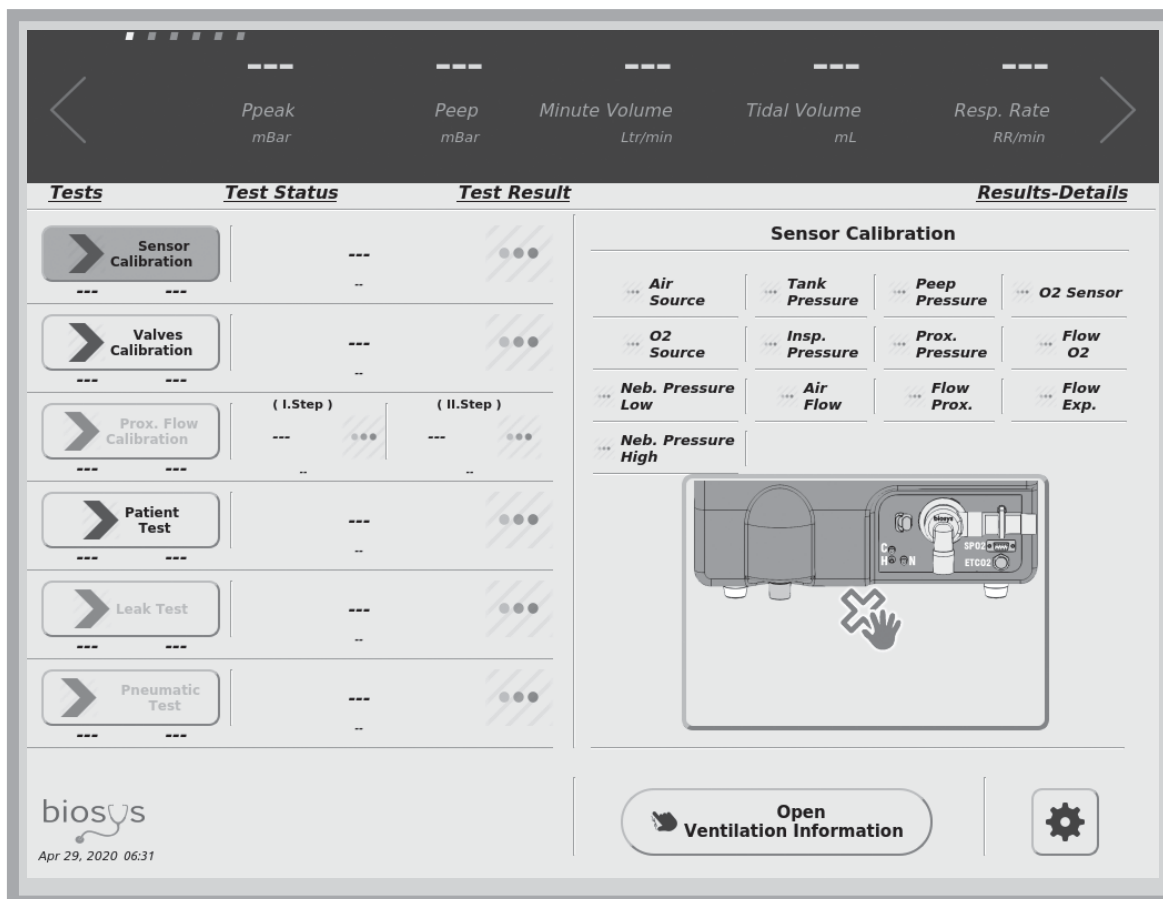 --- --- --- --- ---
Ppeak Peep Minute Volume Tidal Volume Resp. Rate
mBar mBar Ltr/min mL RR/min
Tests Test Status Test Result Results-Details
Sensor
Calibration
---
--
--- ---
Valves
Calibration
---
--
--- ---
Prox. Flow
Calibration
( I.Step ) ( II.Step )
--- ---
-- --
--- ---
Patient
Test
---
--
--- ---
Leak Test
---
--
--- ---
Pneumatic
Test
---
--
--- ---
Sensor Calibration
Air
Source
Tank
Pressure
Peep
Pressure
O2 Sensor
O2
Source
Insp.
Pressure
Prox.
Pressure
Flow
O2
Neb. Pressure
Low
Air
Flow
Flow
Prox.
Flow
Exp.
Neb. Pressure
High
biosys
C
H N
SPO2
ETCO2
biosys
Apr 29, 2020 06:31
Open
Ventilation Information